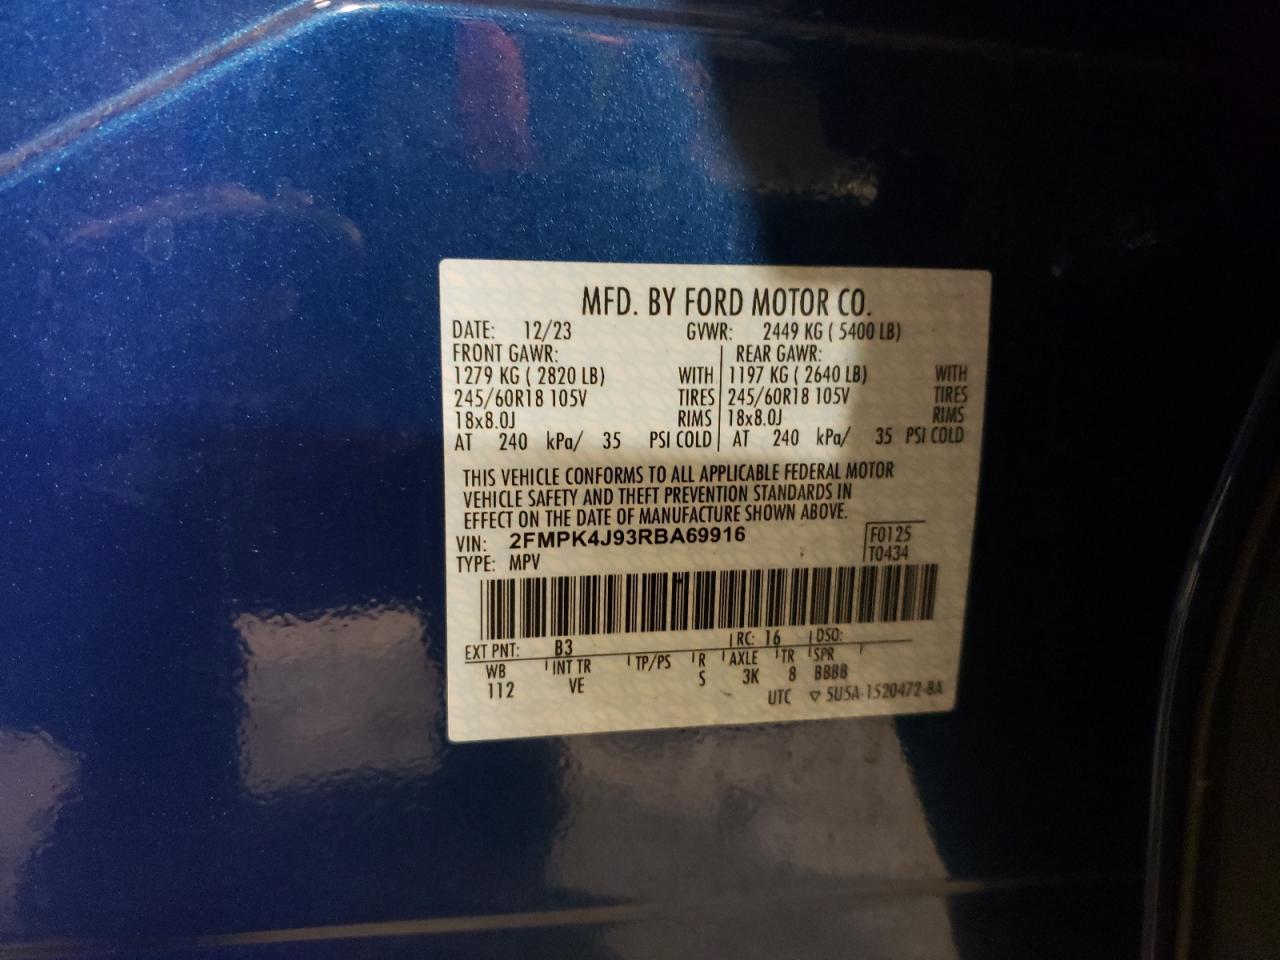 MFD. BY FORD MOTOR CO.
DATE: 12/23 GVWR: 2449 KG ( 5400 LB)
FRONT GAWR: REAR GAWR:
1279 KG ( 2820 LB) WITH 1197 KG ( 2640 LB) WITH
245/60R18 105V TIRES 245/60R18 105V TIRES
18x8.0J RIMS 18x8.0J RIMS
AT 240 kPa/ 35 PSI COLD AT 240 kPa/ 35 PSI COLD
THIS VEHICLE CONFORMS TO ALL APPLICABLE FEDERAL MOTOR
VEHICLE SAFETY AND THEFT PREVENTION STANDARDS IN
EFFECT ON THE DATE OF MANUFACTURE SHOWN ABOVE.
VIN: 2FMPK4J93RBA69916 F0125
TYPE: MPV T0434
EXT PNT: B3 RC: 16 DSO:
WB INT TR TP/PS R AXLE TR SPR
112 VE S 3K 8 BBBB
UTC ▽ 5U5A-1520472-BA